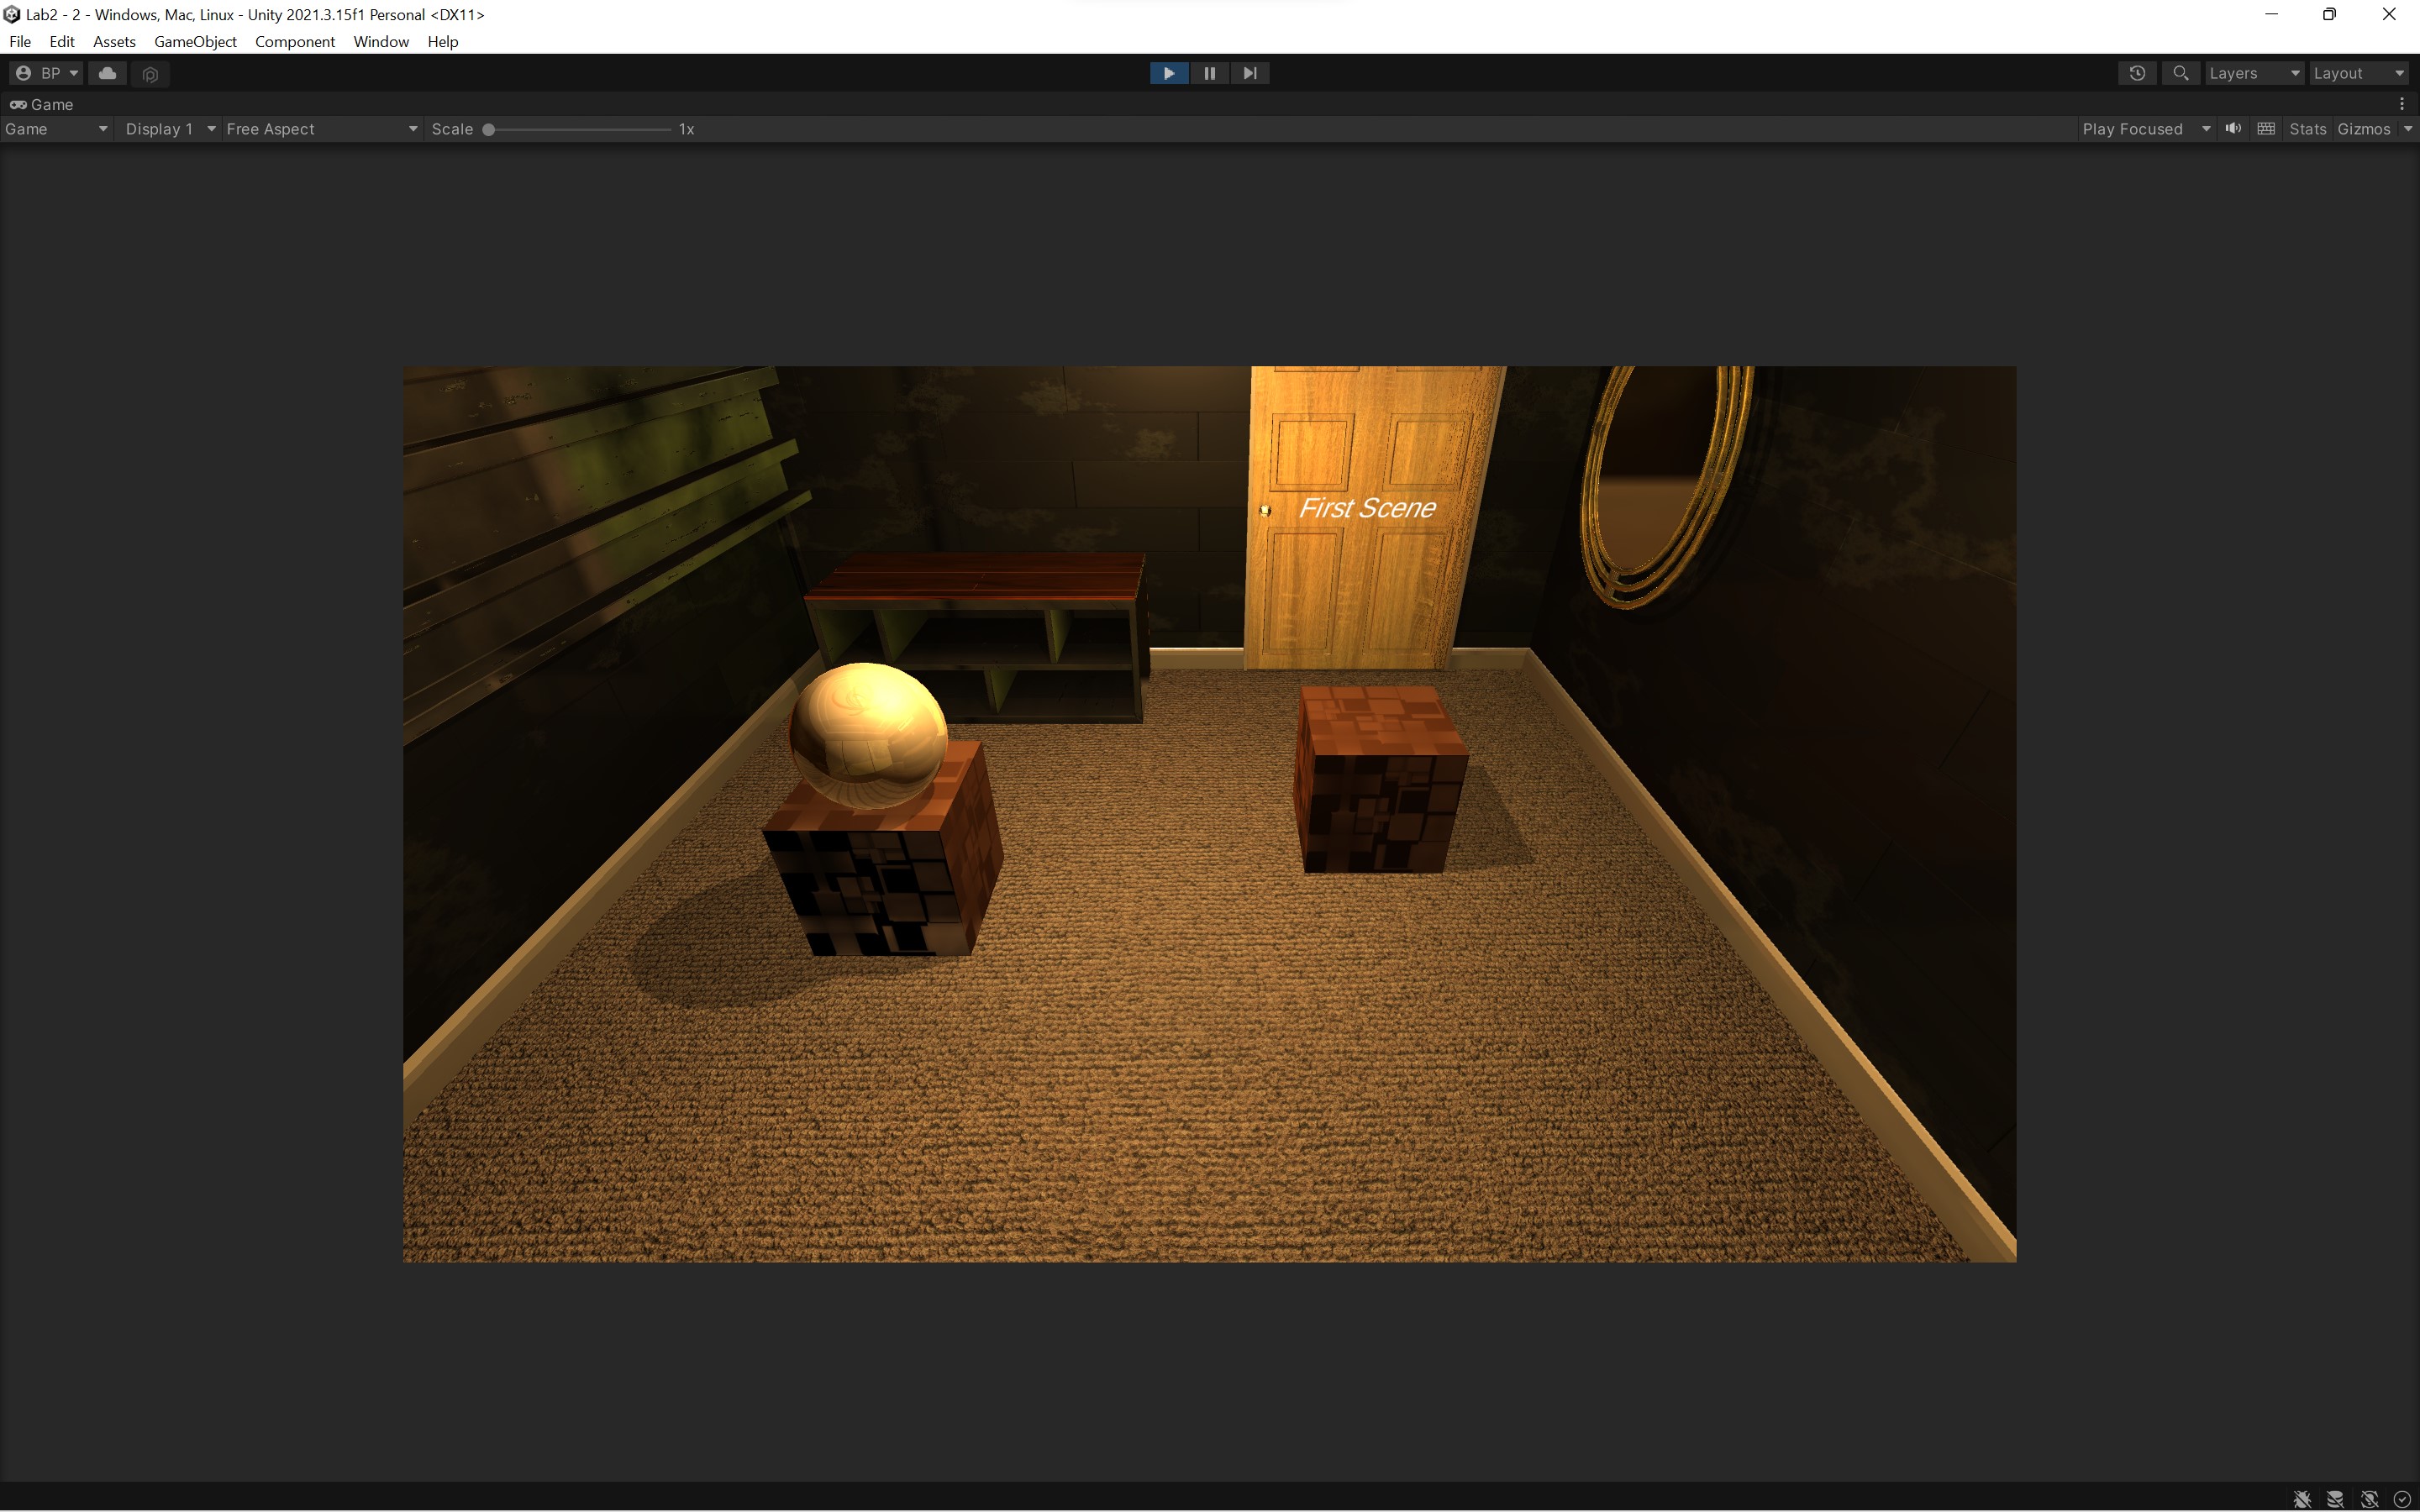 Lab2 - 2 - Windows, Mac, Linux - Unity 2021.3.15f1 Personal <DX11>
File Edit Assets GameObject Component Window Help
BP Layers Layout
Game
Game Display 1 Free Aspect Scale 1x Play Focused Stats Gizmos
First Scene